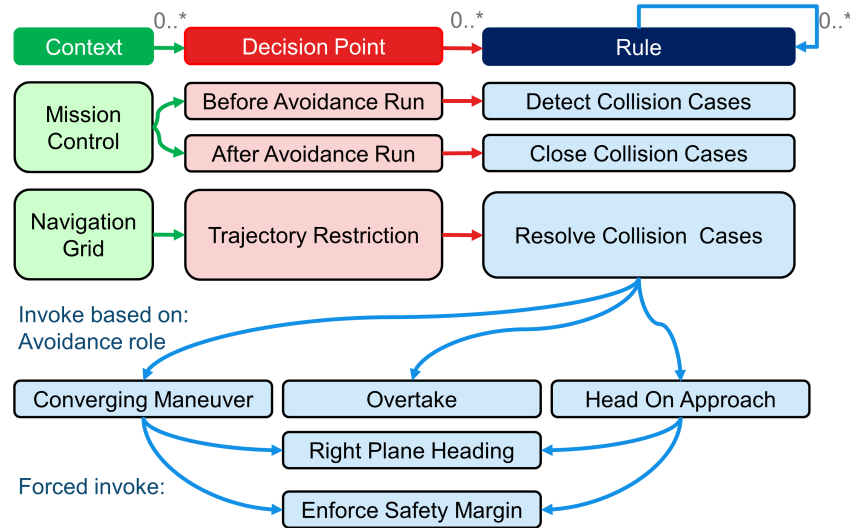 0..*
0..*
0..*
Context
Decision Point
Rule
Mission
Control
Before Avoidance Run
Detect Collision Cases
After Avoidance Run
Close Collision Cases
Navigation
Grid
Trajectory Restriction
Resolve Collision Cases
Invoke based on:
Avoidance role
Converging Maneuver
Overtake
Head On Approach
Right Plane Heading
Forced invoke:
Enforce Safety Margin